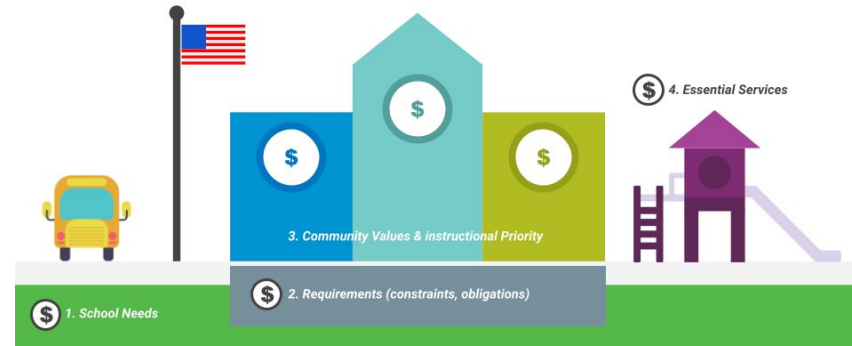 $
$
$
$ 4. Essential Services
3. Community Values & instructional Priority
$ 2. Requirements (constraints, obligations)
$ 1. School Needs